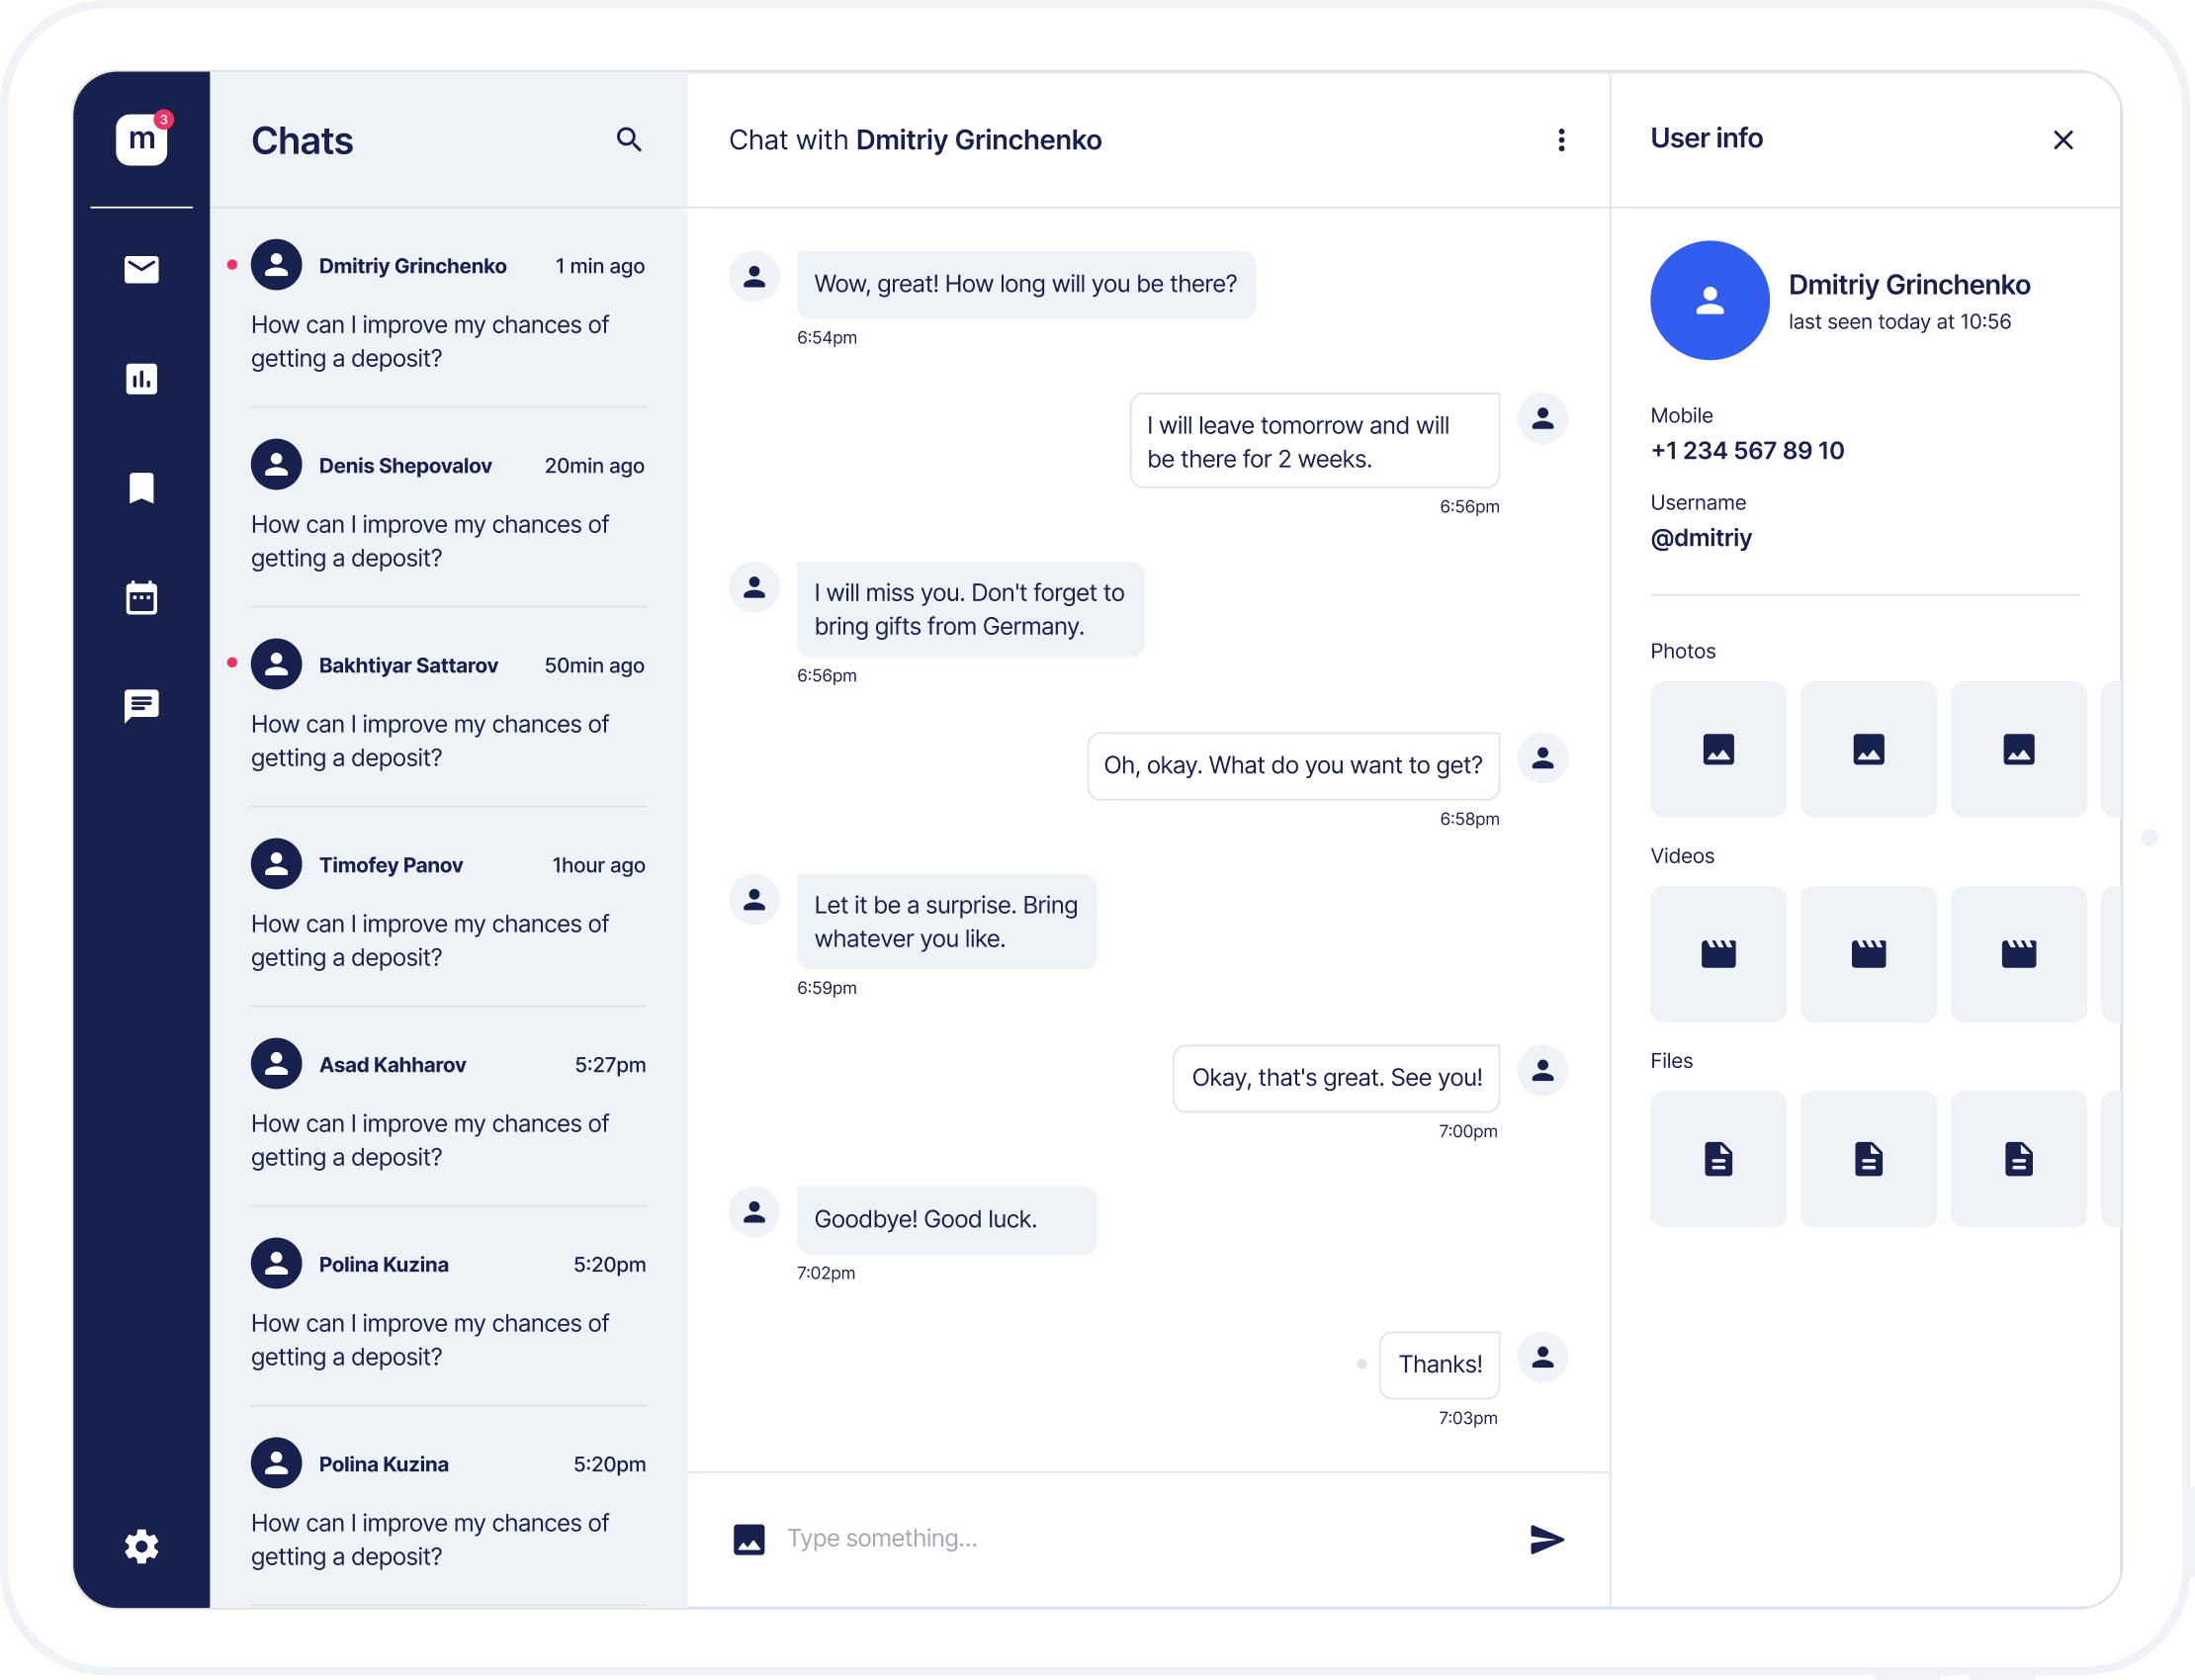 m
3
Chats
Dmitriy Grinchenko 1 min ago
How can I improve my chances of
getting a deposit?
Denis Shepovalov 20min ago
How can I improve my chances of
getting a deposit?
Bakhtiyar Sattarov 50min ago
How can I improve my chances of
getting a deposit?
Timofey Panov 1hour ago
How can I improve my chances of
getting a deposit?
Asad Kahharov 5:27pm
How can I improve my chances of
getting a deposit?
Polina Kuzina 5:20pm
How can I improve my chances of
getting a deposit?
Polina Kuzina 5:20pm
How can I improve my chances of
getting a deposit?
Chat with Dmitriy Grinchenko
Wow, great! How long will you be there?
6:54pm
I will leave tomorrow and will
be there for 2 weeks.
6:56pm
I will miss you. Don't forget to
bring gifts from Germany.
6:56pm
Oh, okay. What do you want to get?
6:58pm
Let it be a surprise. Bring
whatever you like.
6:59pm
Okay, that's great. See you!
7:00pm
Goodbye! Good luck.
7:02pm
Thanks!
7:03pm
Type something...
User info
Dmitriy Grinchenko
last seen today at 10:56
Mobile
+1 234 567 89 10
Username
@dmitriy
Photos
Videos
Files